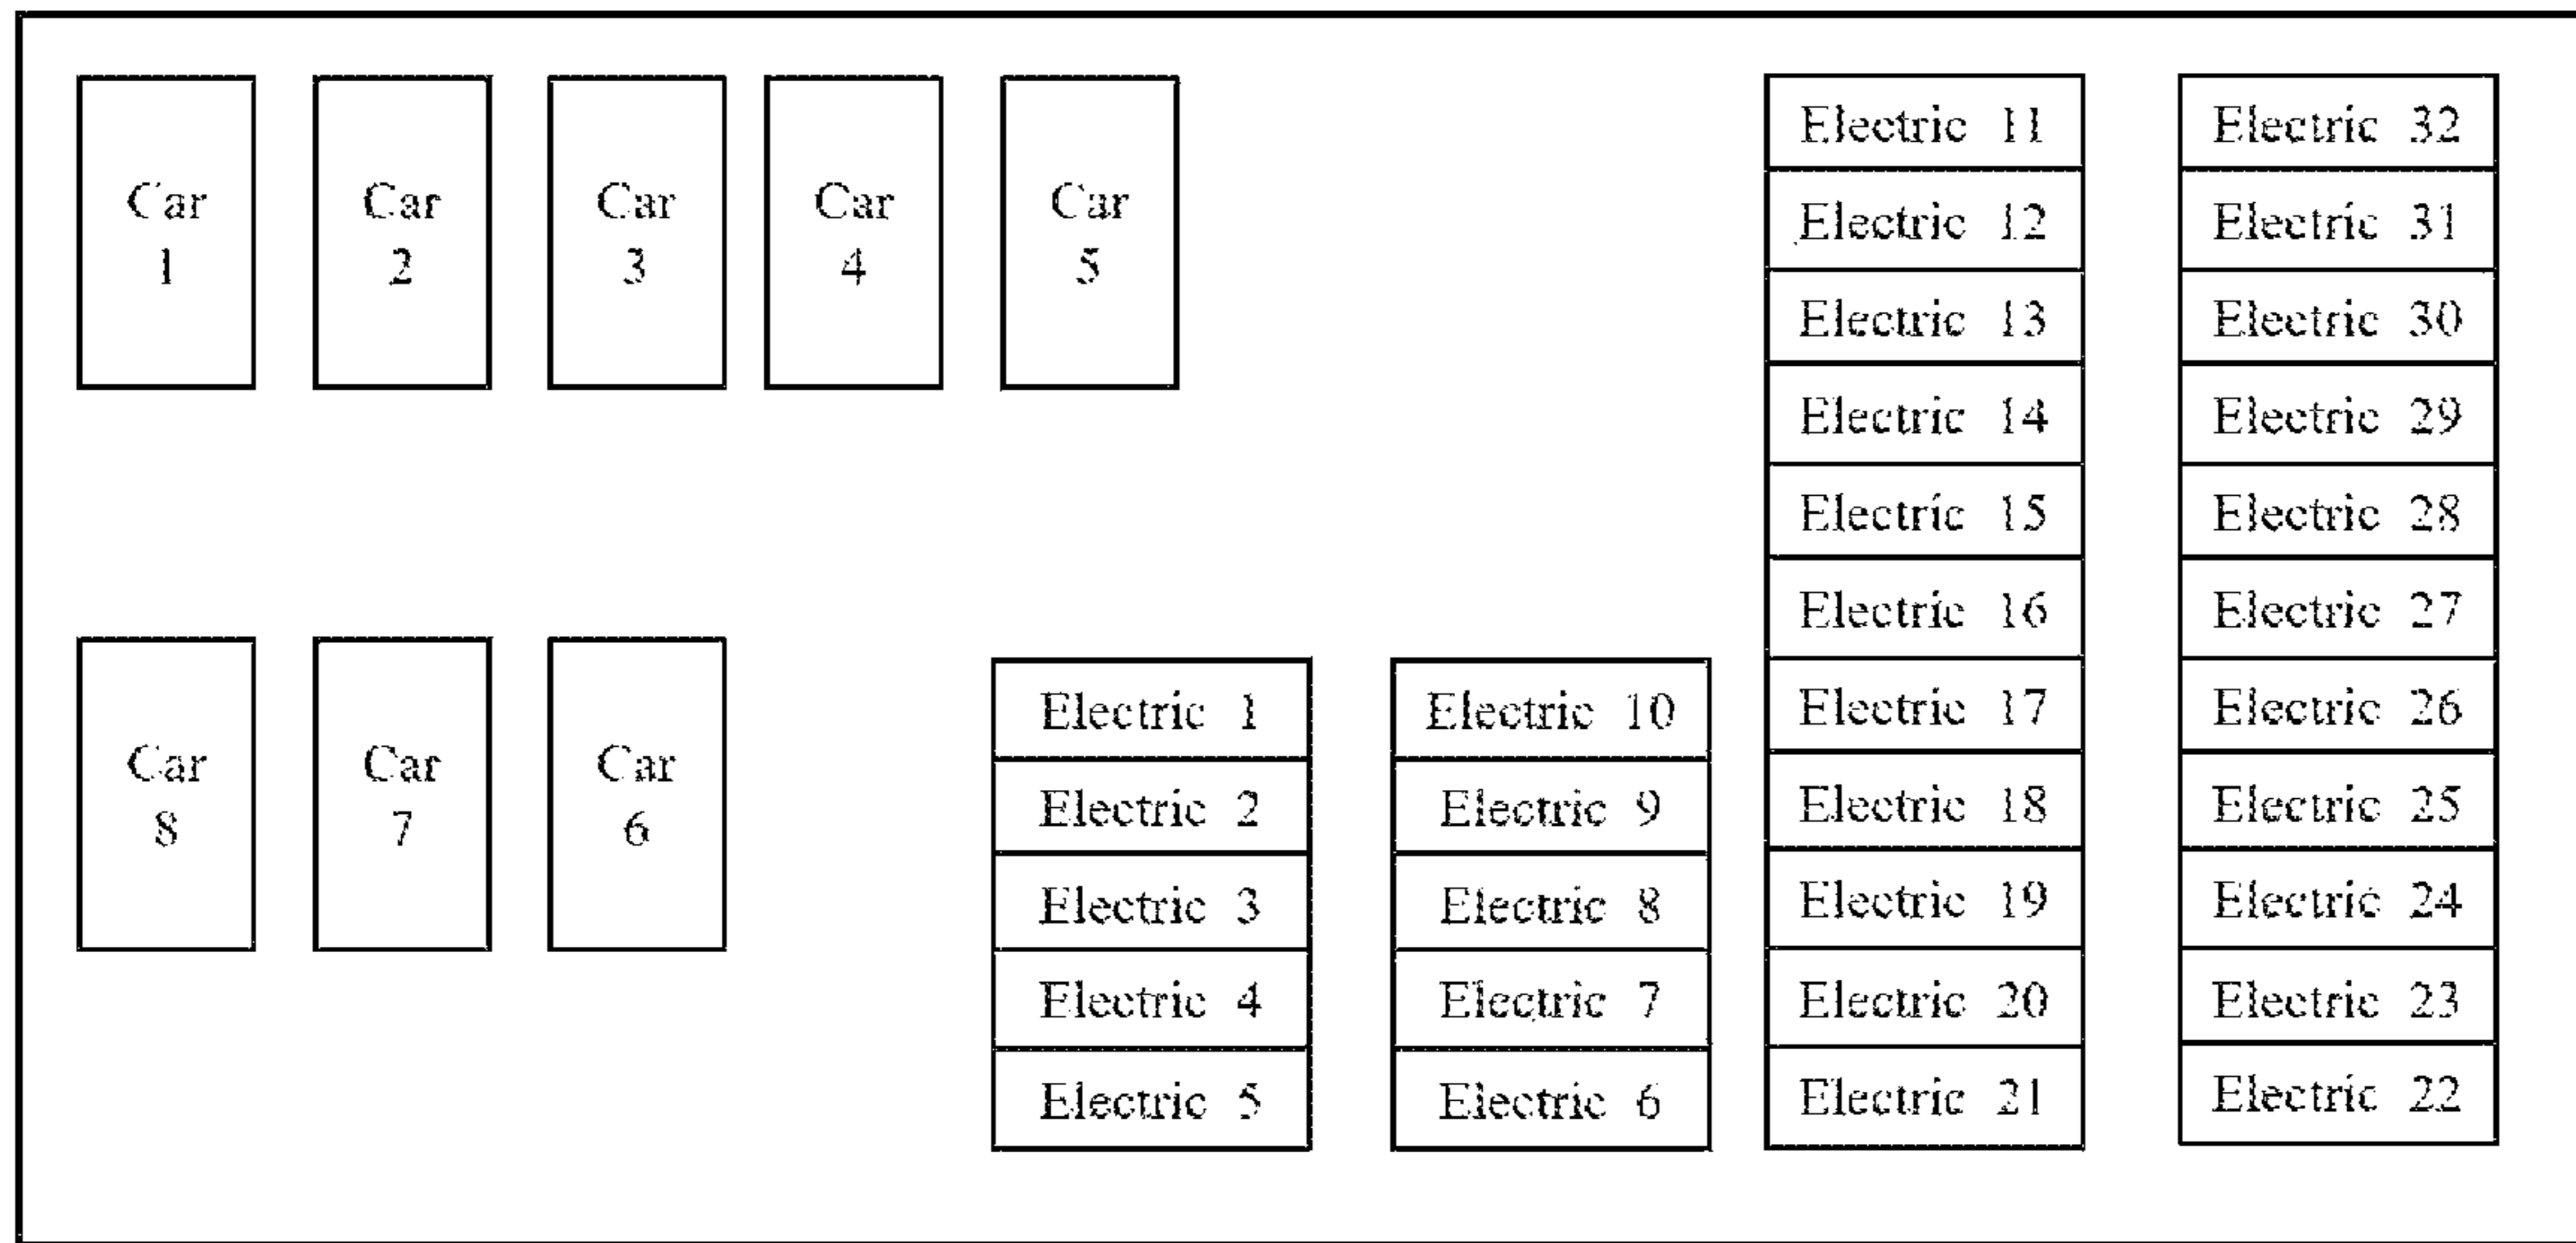 Car
1
Car
2
Car
3
Car
4
Car
5
Car
8
Car
7
Car
6
Electric 1
Electric 2
Electric 3
Electric 4
Electric 5
Electric 10
Electric 9
Electric 8
Electric 7
Electric 6
Electric 11
Electric 12
Electric 13
Electric 14
Electric 15
Electric 16
Electric 17
Electric 18
Electric 19
Electric 20
Electric 21
Electric 32
Electric 31
Electric 30
Electric 29
Electric 28
Electric 27
Electric 26
Electric 25
Electric 24
Electric 23
Electric 22